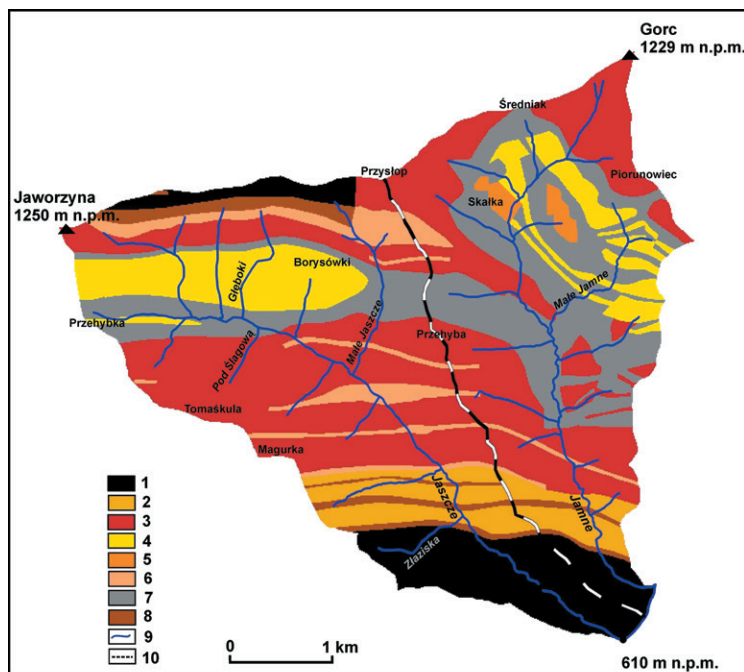 Gorc
1229 m n.p.m.
Średniak
Przysłop
Piorunowiec
Skałka
Jaworzyna
1250 m n.p.m.
Borysówki
Głęboki
Małe Jamne
Przehybka
Małe Jaszcze
Przehyba
Pod Ślagową
Tomaśkula
Magurka
Jaszcze
Jamne
Złaziska
1
2
3
4
5
6
7
8
9
10
0
1 km
610 m n.p.m.